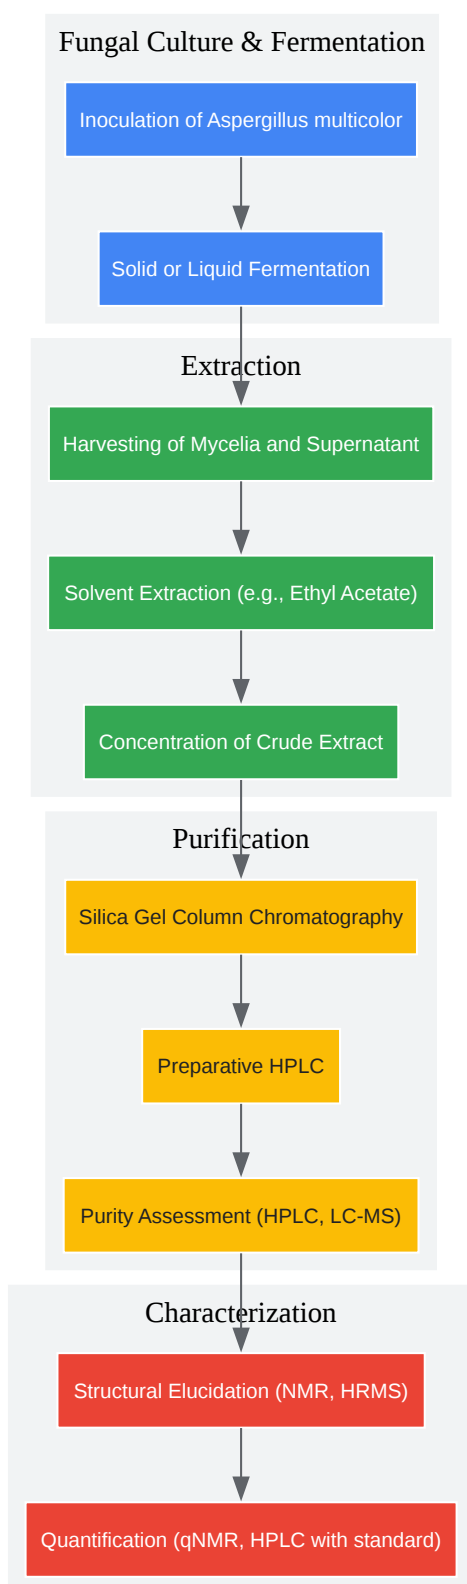 Fungal Culture & Fermentation
Inoculation of Aspergillus multicolor
Solid or Liquid Fermentation
Extraction
Harvesting of Mycelia and Supernatant
Solvent Extraction (e.g., Ethyl Acetate)
Concentration of Crude Extract
Purification
Silica Gel Column Chromatography
Preparative HPLC
Purity Assessment (HPLC, LC-MS)
Characterization
Structural Elucidation (NMR, HRMS)
Quantification (qNMR, HPLC with standard)